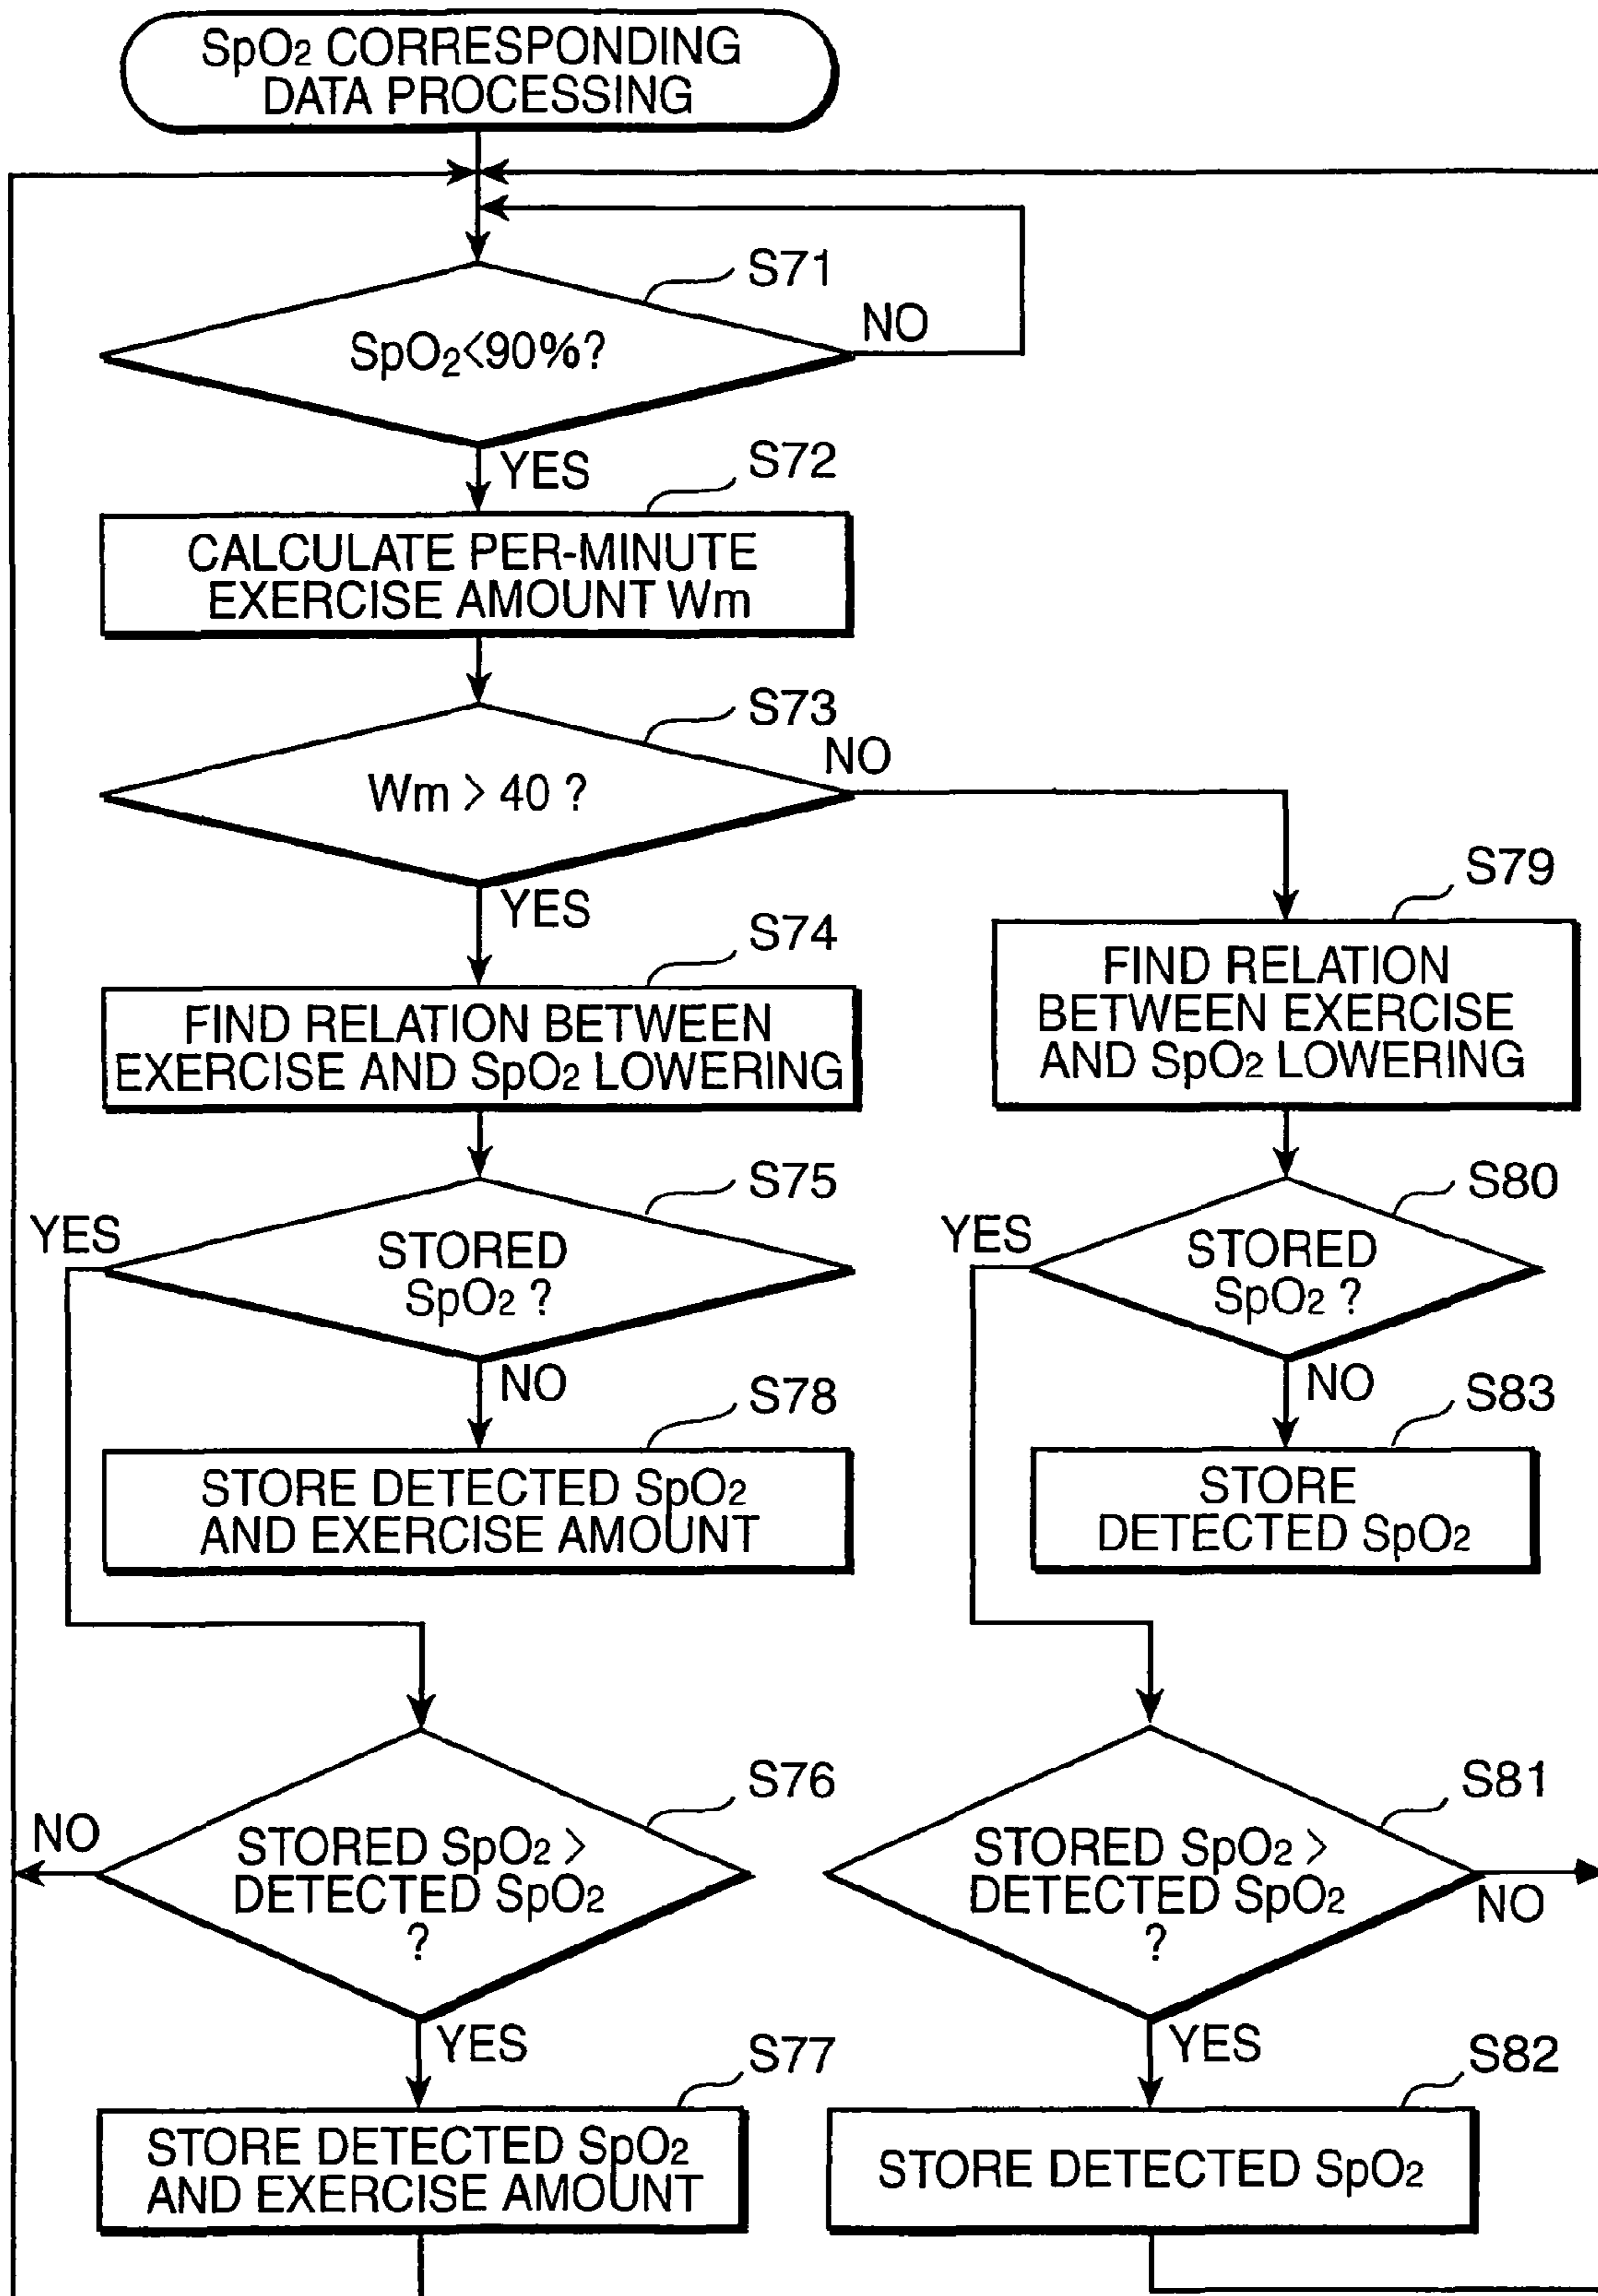 SpO2 CORRESPONDING
DATA PROCESSING
S71
SpO2<90%?
NO
YES
S72
CALCULATE PER-MINUTE
EXERCISE AMOUNT Wm
S73
Wm > 40 ?
NO
YES
S74
FIND RELATION BETWEEN
EXERCISE AND SpO2 LOWERING
S79
FIND RELATION
BETWEEN EXERCISE
AND SpO2 LOWERING
S75
YES
STORED
SpO2 ?
NO
S80
YES
STORED
SpO2 ?
NO
S78
STORE DETECTED SpO2
AND EXERCISE AMOUNT
S83
STORE
DETECTED SpO2
S76
NO
STORED SpO2 >
DETECTED SpO2
?
YES
S81
STORED SpO2 >
DETECTED SpO2
?
NO
YES
S77
STORE DETECTED SpO2
AND EXERCISE AMOUNT
S82
STORE DETECTED SpO2